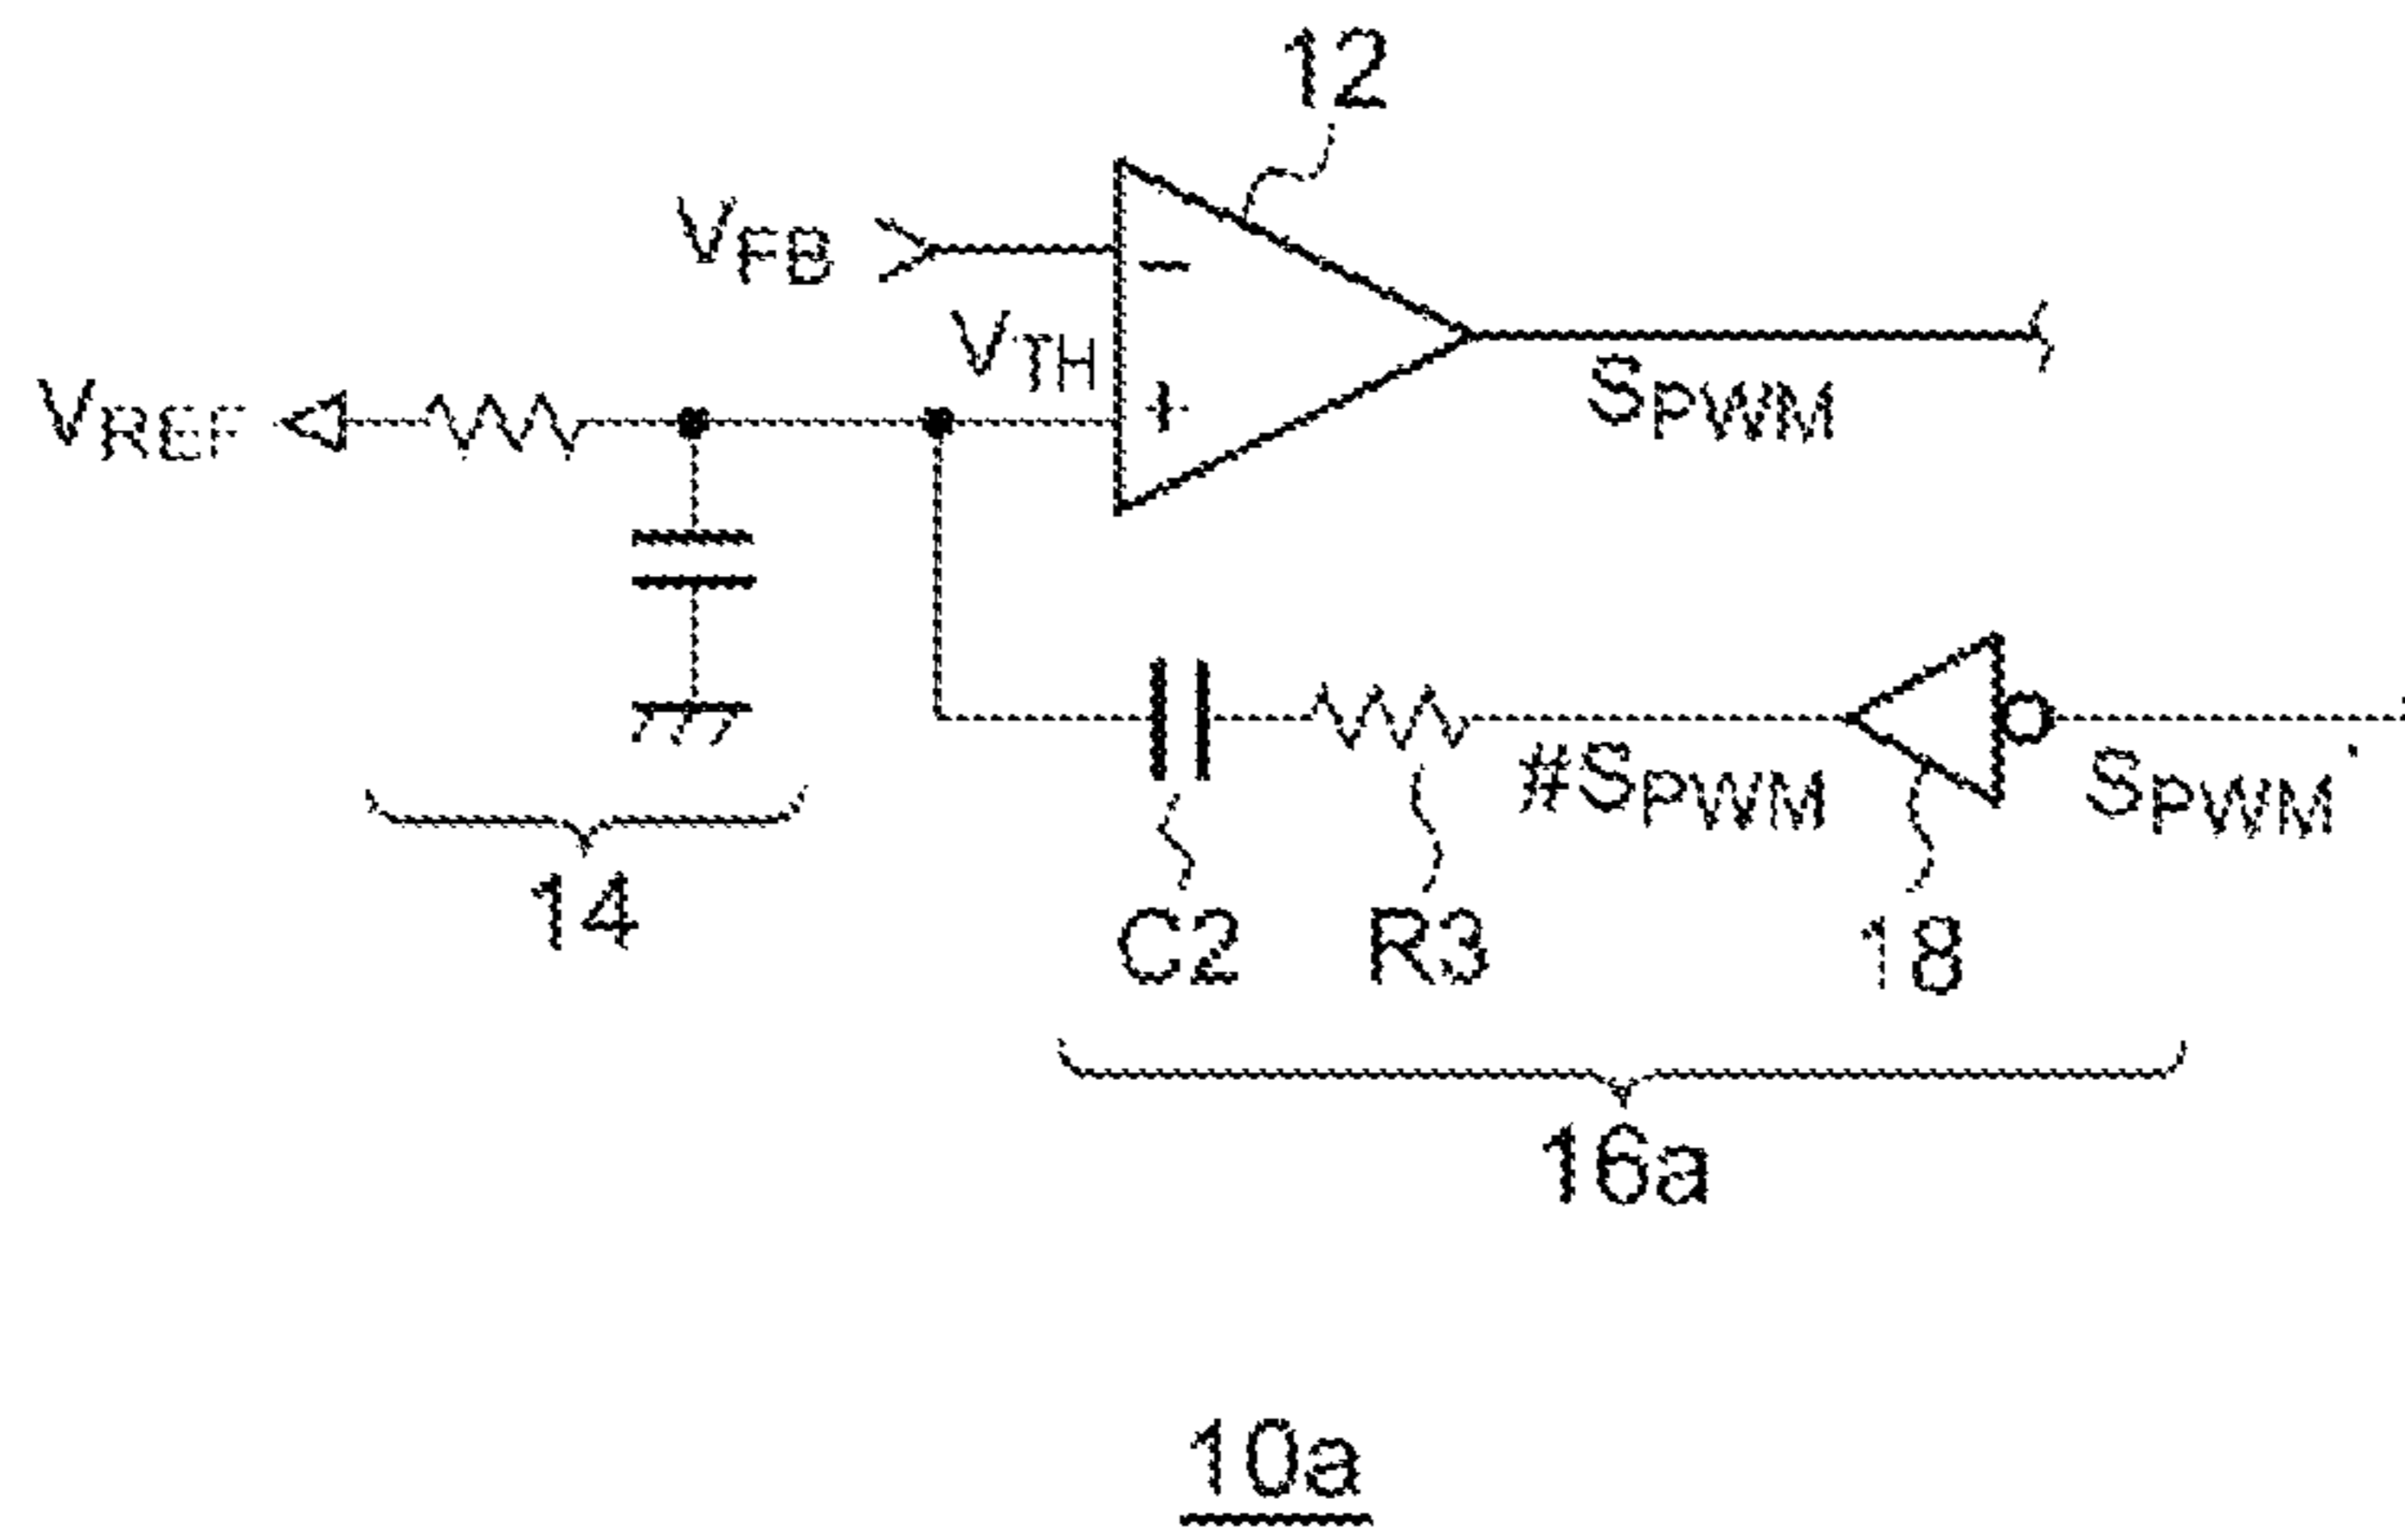 12
VFB
-
VTH
VREF
+
SPWM
#SPWM
SPWM
14
C2
R3
18
16a
10a